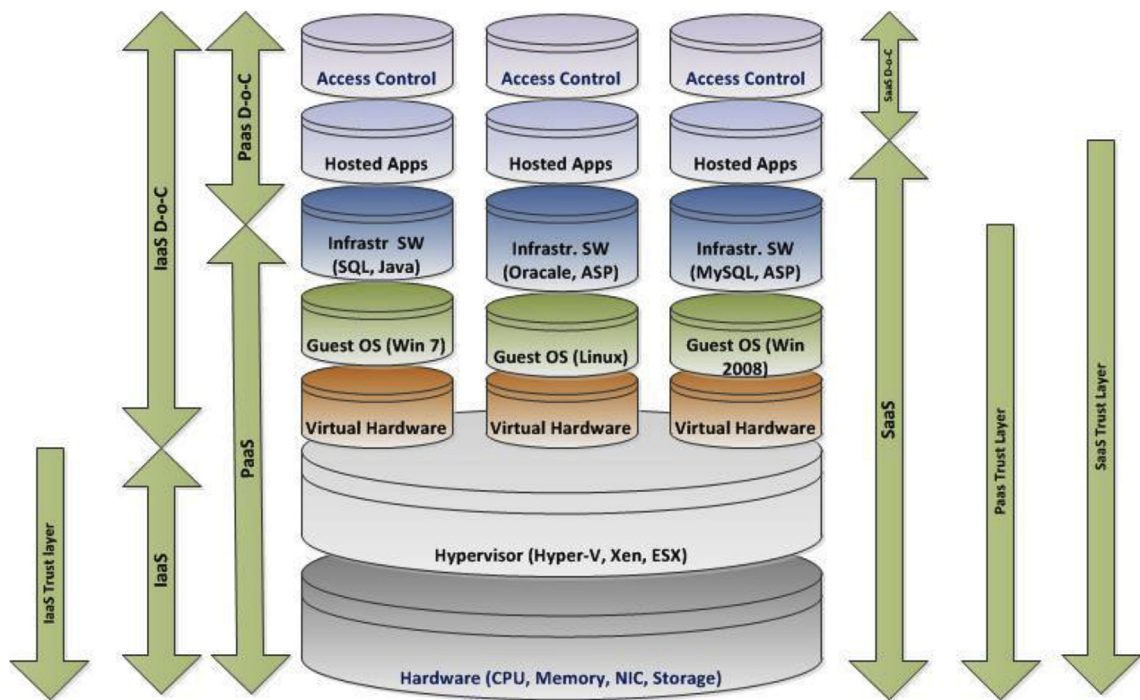 Access Control
Access Control
Access Control
Hosted Apps
Hosted Apps
Hosted Apps
Infrastr SW
(SQL, Java)
Infrastr. SW
(Oracale, ASP)
Infrastr. SW
(MySQL, ASP)
Guest OS (Win 7)
Guest OS (Linux)
Guest OS (Win
2008)
Virtual Hardware
Virtual Hardware
Virtual Hardware
Hypervisor (Hyper-V, Xen, ESX)
Hardware (CPU, Memory, NIC, Storage)
IaaS Trust layer
IaaS D-o-C
IaaS
Paas D-o-C
PaaS
SaaS D-o-C
SaaS
Paas Trust Layer
SaaS Trust Layer